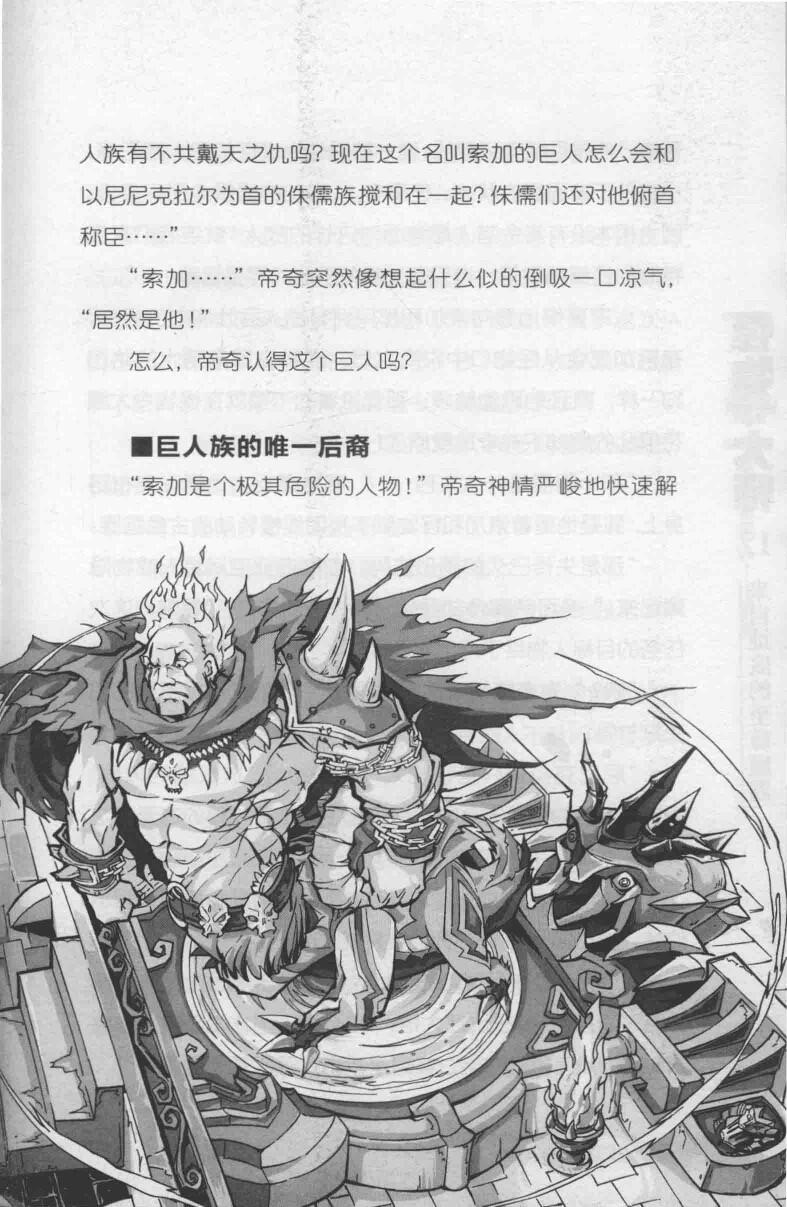 人族有不共戴天之仇吗？现在这个名叫索加的巨人怎么会和
以尼尼克拉尔为首的侏儒族搅和在一起？侏儒们还对他俯首
称臣……”
“索加……”帝奇突然像想起什么似的倒吸一口凉气，
“居然是他！”
怎么，帝奇认得这个巨人吗？
■巨人族的唯一后裔
“索加是个极其危险的人物！”帝奇神情严峻地快速解